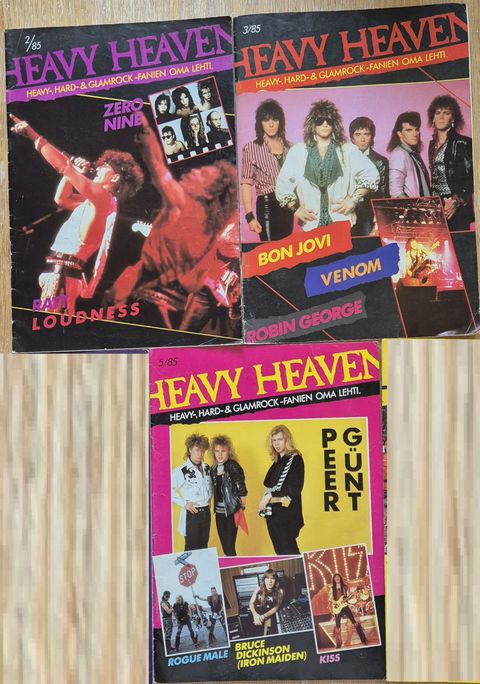 2/85
HEAVY HEAVEN
HEAVY-, HARD- & GLAMROCK -FANIEN OMA LEHTI.
ZERO
NINE
RATT
LOUDNESS
3/85
HEAVY HEAVEN
HEAVY-, HARD- & GLAMROCK -FANIEN OMA LEHTI.
BON JOVI
VENOM
ROBIN GEORGE
5/85
HEAVY HEAVEN
HEAVY-, HARD- & GLAMROCK -FANIEN OMA LEHTI.
PEER
GÜNT
STOP
KISS
ROGUE MALE
BRUCE
DICKINSON
(IRON MAIDEN)
KISS